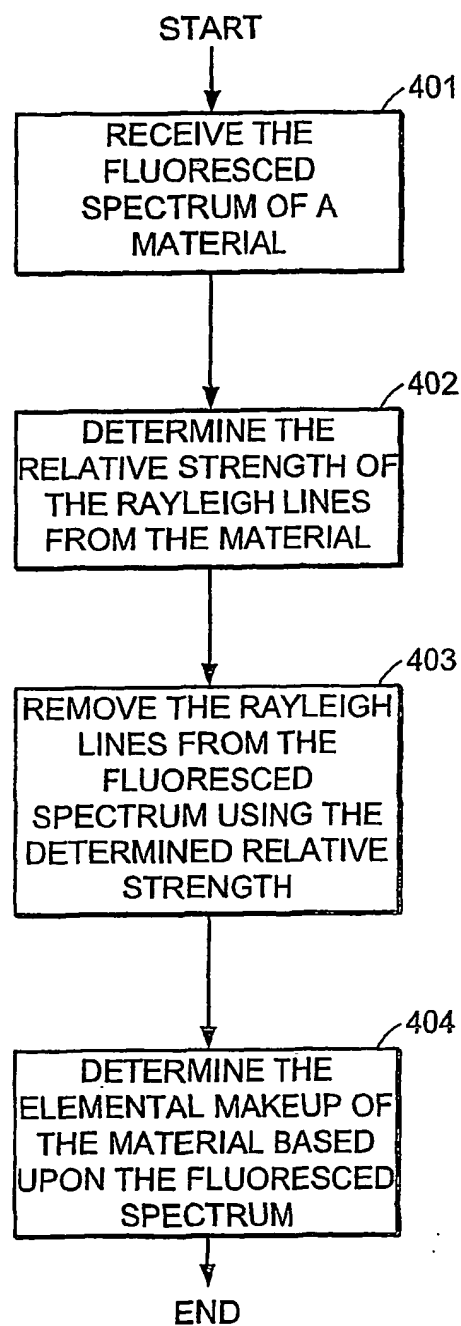 START
401
RECEIVE THE
FLUORESCED
SPECTRUM OF A
MATERIAL
402
DETERMINE THE
RELATIVE STRENGTH OF
THE RAYLEIGH LINES
FROM THE MATERIAL
403
REMOVE THE RAYLEIGH
LINES FROM THE
FLUORESCED
SPECTRUM USING THE
DETERMINED RELATIVE
STRENGTH
404
DETERMINE THE
ELEMENTAL MAKEUP OF
THE MATERIAL BASED
UPON THE FLUORESCED
SPECTRUM
END